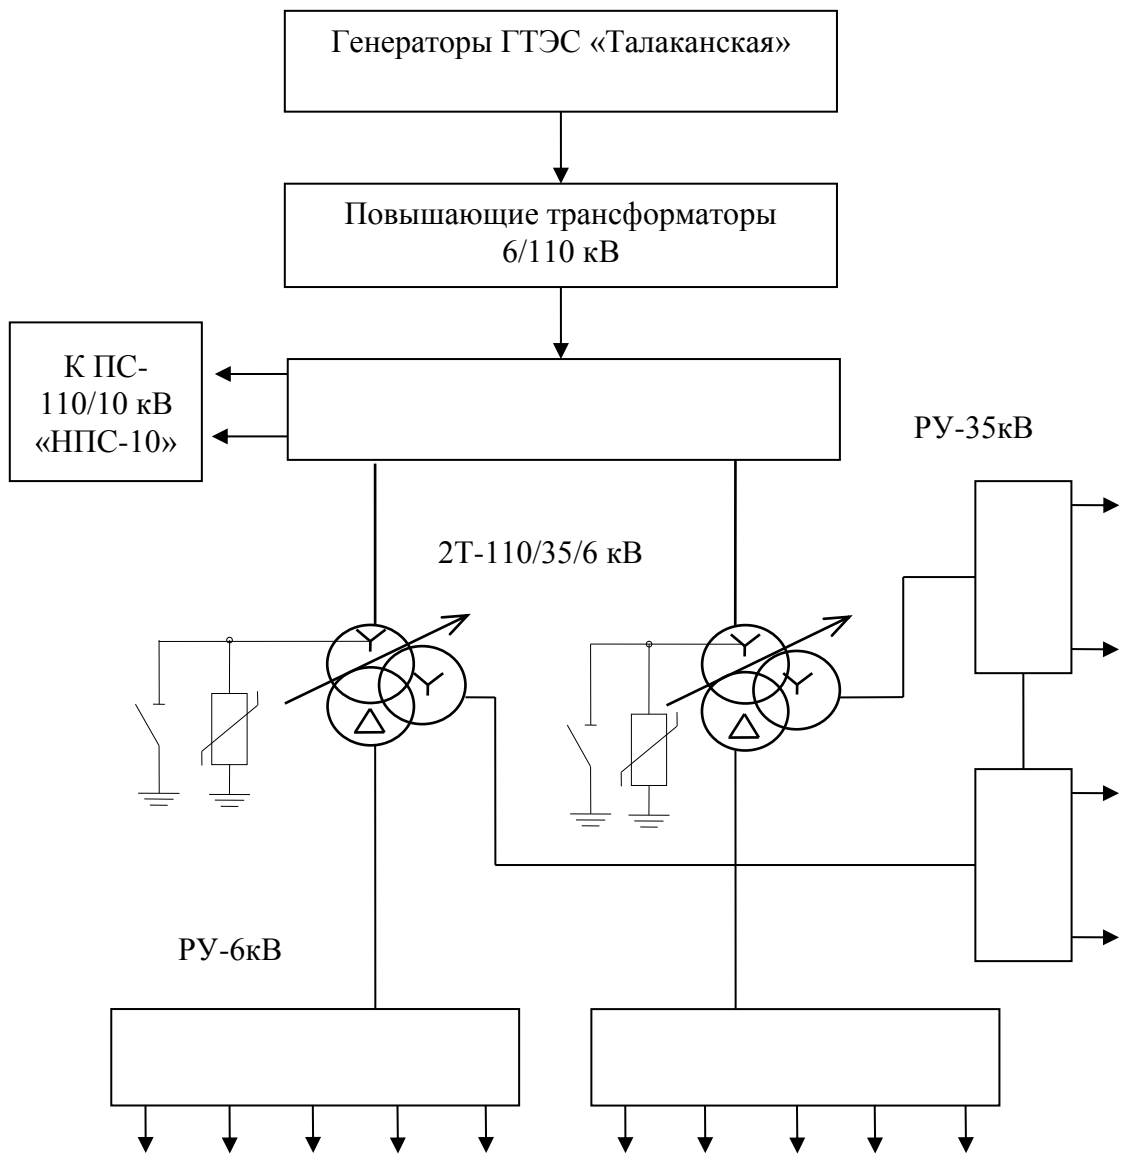 Генераторы ГТЭС «Талаканская»
Повышающие трансформаторы
6/110 кВ
К ПС-
110/10 кВ
«НПС-10»
РУ-35кВ
2Т-110/35/6 кВ
РУ-6кВ